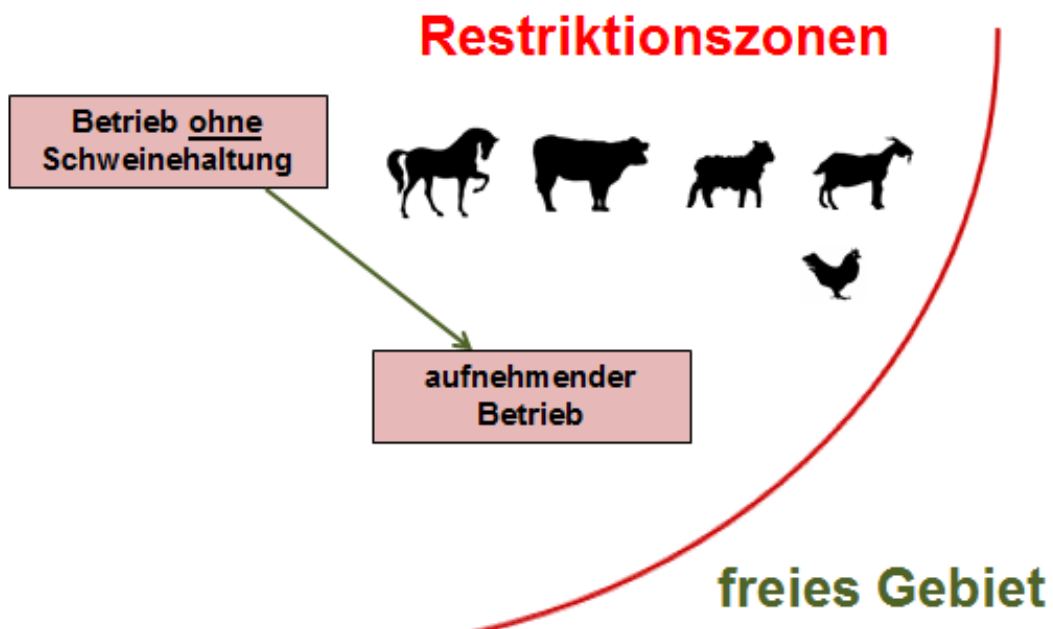 Restriktionszonen
Betrieb ohne
Schweinehaltung
aufnehmender
Betrieb
freies Gebiet